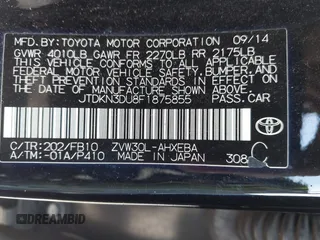 MFD. BY: TOYOTA MOTOR CORPORATION 09/14
GVWR 4010LB GAWR FR 2270LB RR 2175LB
THIS VEHICLE CONFORMS TO ALL APPLICABLE
FEDERAL MOTOR VEHICLE SAFETY, BUMPER, AND
THEFT PREVENTION STANDARDS IN EFFECT ON
THE DATE OF MANUFACTURE SHOWN ABOVE.
JTDKN3DU8F1875855
PASS. CAR
C/TR: 202/FB10 ZVW30L-AHXEBA
A/TM: -01A/P410 MADE IN JAPAN 308
C
TOYOTA
DREAMBID